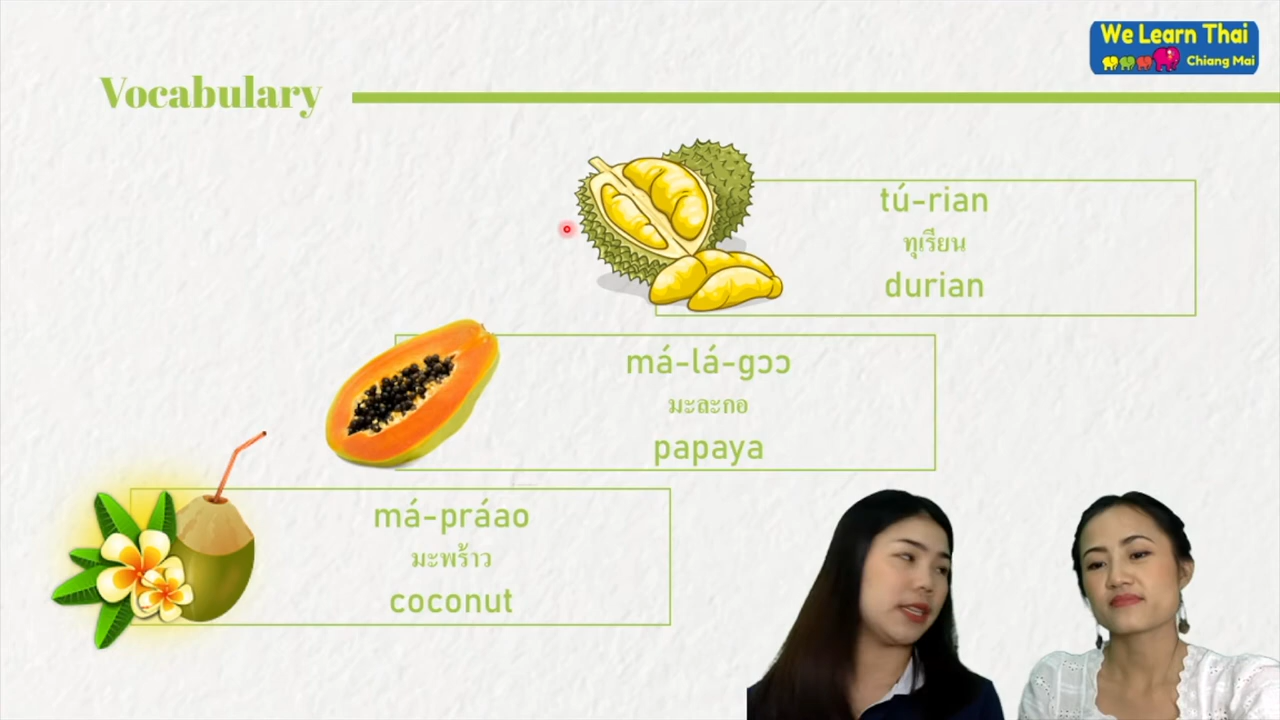 We Learn Thai
Chiang Mai
Vocabulary
tú-rian
ทุเรียน
durian
má-lá-gɔɔ
มะละกอ
papaya
má-práao
มะพร้าว
coconut